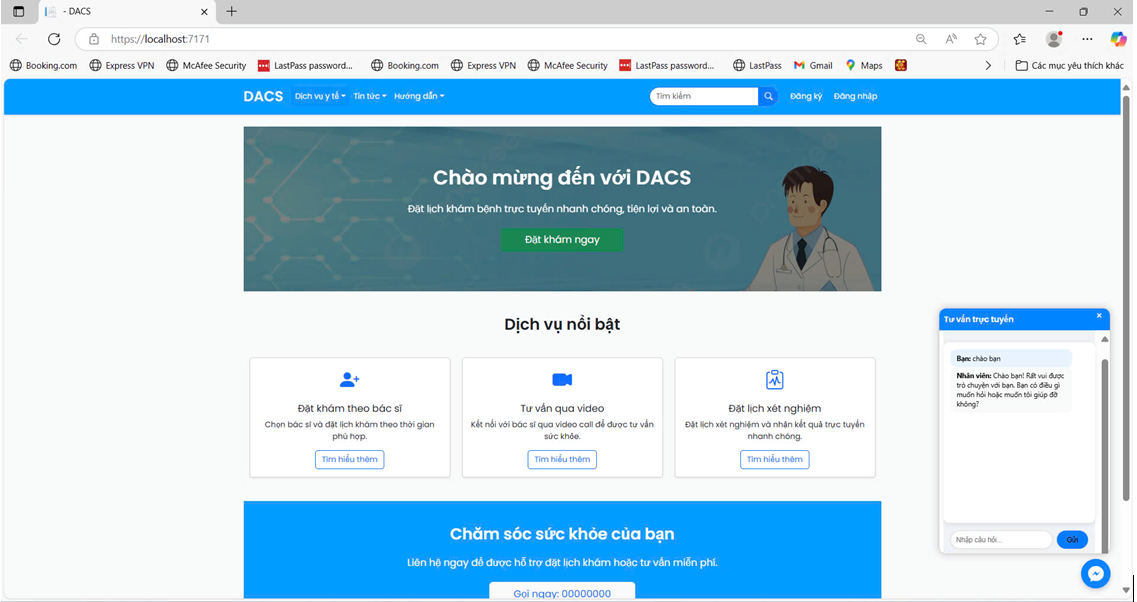 - DACS
https://localhost:7171
Booking.com
Express VPN
McAfee Security
LastPass password...
Booking.com
Express VPN
McAfee Security
LastPass password...
LastPass
Gmail
Maps
Các mục yêu thích khác
DACS
Dịch vụ y tế
Tin tức
Hướng dẫn
Tìm kiếm
Đăng ký
Đăng nhập
Chào mừng đến với DACS
Đặt lịch khám bệnh trực tuyến nhanh chóng, tiện lợi và an toàn.
Đặt khám ngay
Dịch vụ nổi bật
Đặt khám theo bác sĩ
Chọn bác sĩ và đặt lịch khám theo thời gian
phù hợp.
Tìm hiểu thêm
Tư vấn qua video
Kết nối với bác sĩ qua video call để được tư vấn
sức khỏe.
Tìm hiểu thêm
Đặt lịch xét nghiệm
Đặt lịch xét nghiệm và nhận kết quả trực tuyến
nhanh chóng.
Tìm hiểu thêm
Chăm sóc sức khỏe của bạn
Liên hệ ngay để được hỗ trợ đặt lịch khám hoặc tư vấn miễn phí.
Gọi ngay: 00000000
Tư vấn trực tuyến
Bạn: chào bạn
Nhân viên: Chào bạn! Rất vui được
trò chuyện với bạn. Bạn có điều gì
muốn hỏi hoặc muốn tôi giúp đỡ
không?
Nhập câu hỏi...
Gửi